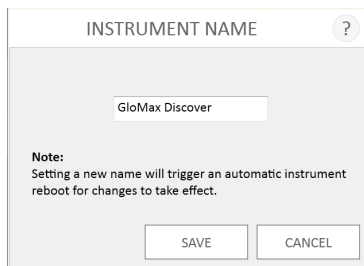 INSTRUMENT NAME ?
GloMax Discover
Note:
Setting a new name will trigger an automatic instrument
reboot for changes to take effect.
SAVE CANCEL